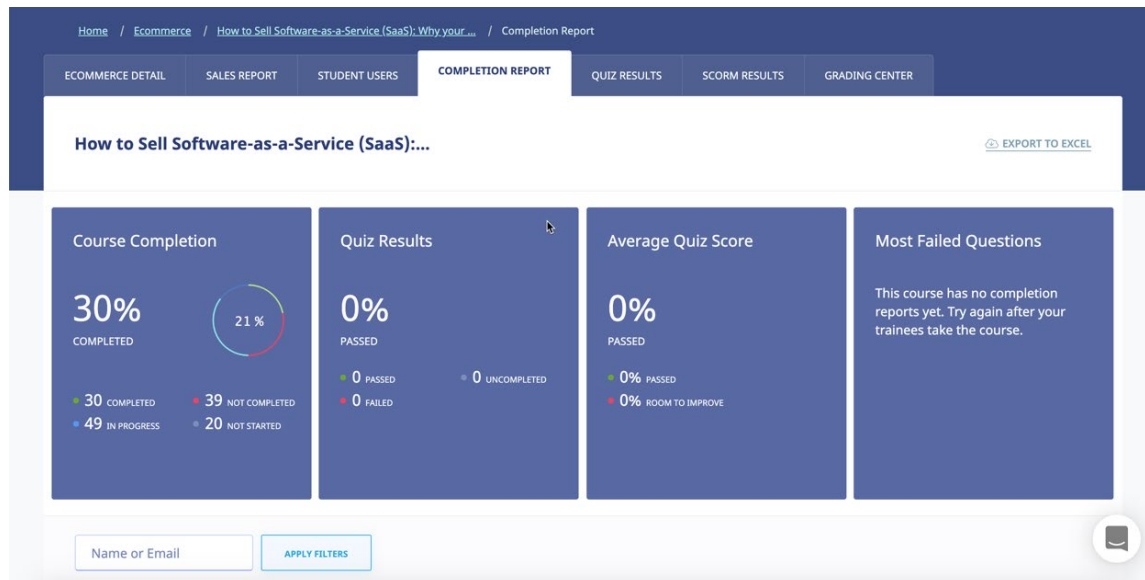 Home / Ecommerce / How to Sell Software-as-a-Service (SaaS): Why your ... / Completion Report
ECOMMERCE DETAIL SALES REPORT STUDENT USERS COMPLETION REPORT QUIZ RESULTS SCORM RESULTS GRADING CENTER
How to Sell Software-as-a-Service (SaaS):...
EXPORT TO EXCEL
Course Completion
30%
COMPLETED
21 %
30 COMPLETED
39 NOT COMPLETED
49 IN PROGRESS
20 NOT STARTED
Quiz Results
0%
PASSED
0 PASSED
0 UNCOMPLETED
0 FAILED
Average Quiz Score
0%
PASSED
0% PASSED
0% ROOM TO IMPROVE
Most Failed Questions
This course has no completion
reports yet. Try again after your
trainees take the course.
Name or Email
APPLY FILTERS